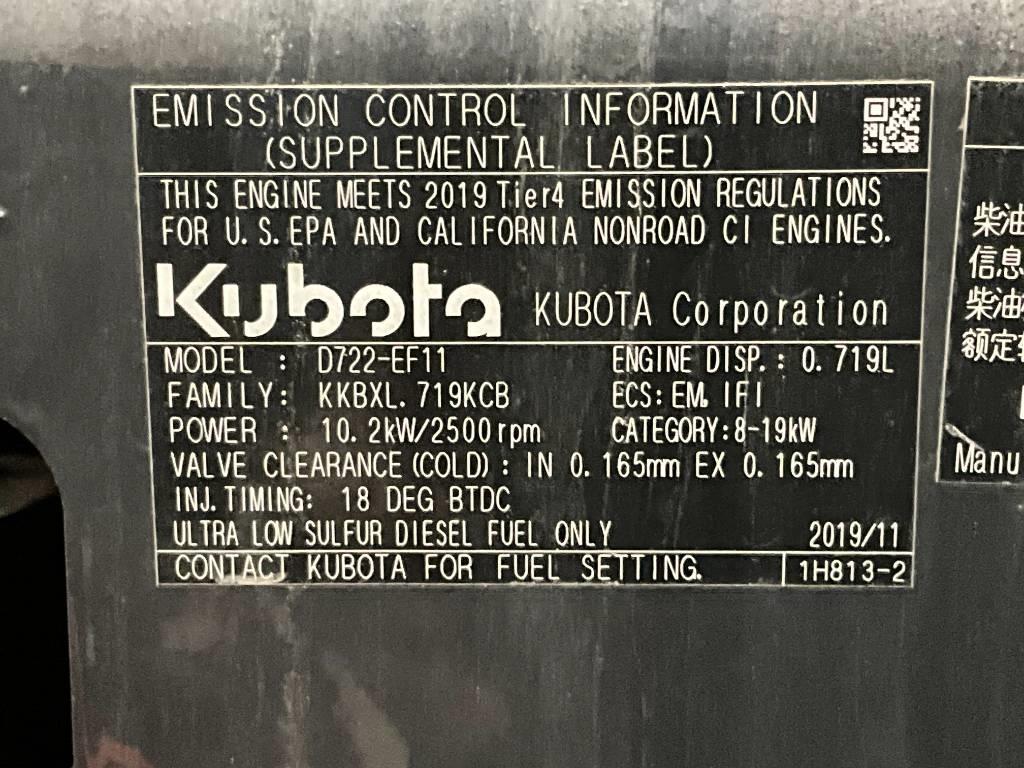 EMISSION CONTROL INFORMATION
(SUPPLEMENTAL LABEL)
THIS ENGINE MEETS 2019 Tier4 EMISSION REGULATIONS
FOR U.S.EPA AND CALIFORNIA NONROAD CI ENGINES.
Kubota KUBOTA Corporation
MODEL : D722-EF11 ENGINE DISP.: 0.719L
FAMILY: KKBXL.719KCB ECS: EM, IFI
POWER : 10.2kW/2500rpm CATEGORY:8-19kW
VALVE CLEARANCE(COLD): IN 0.165mm EX 0.165mm
INJ.TIMING: 18 DEG BTDC
ULTRA LOW SULFUR DIESEL FUEL ONLY 2019/11
CONTACT KUBOTA FOR FUEL SETTING. 1H813-2
柴油
信息
柴油
额定
Manu